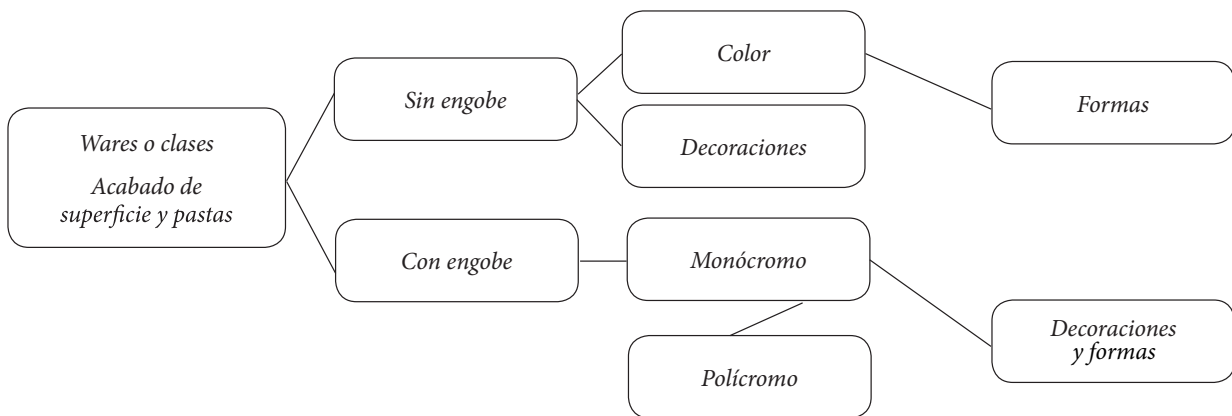 Wares o clases
Acabado de
superficie y pastas
Sin engobe
Con engobe
Color
Decoraciones
Monócromo
Polícromo
Formas
Decoraciones
y formas